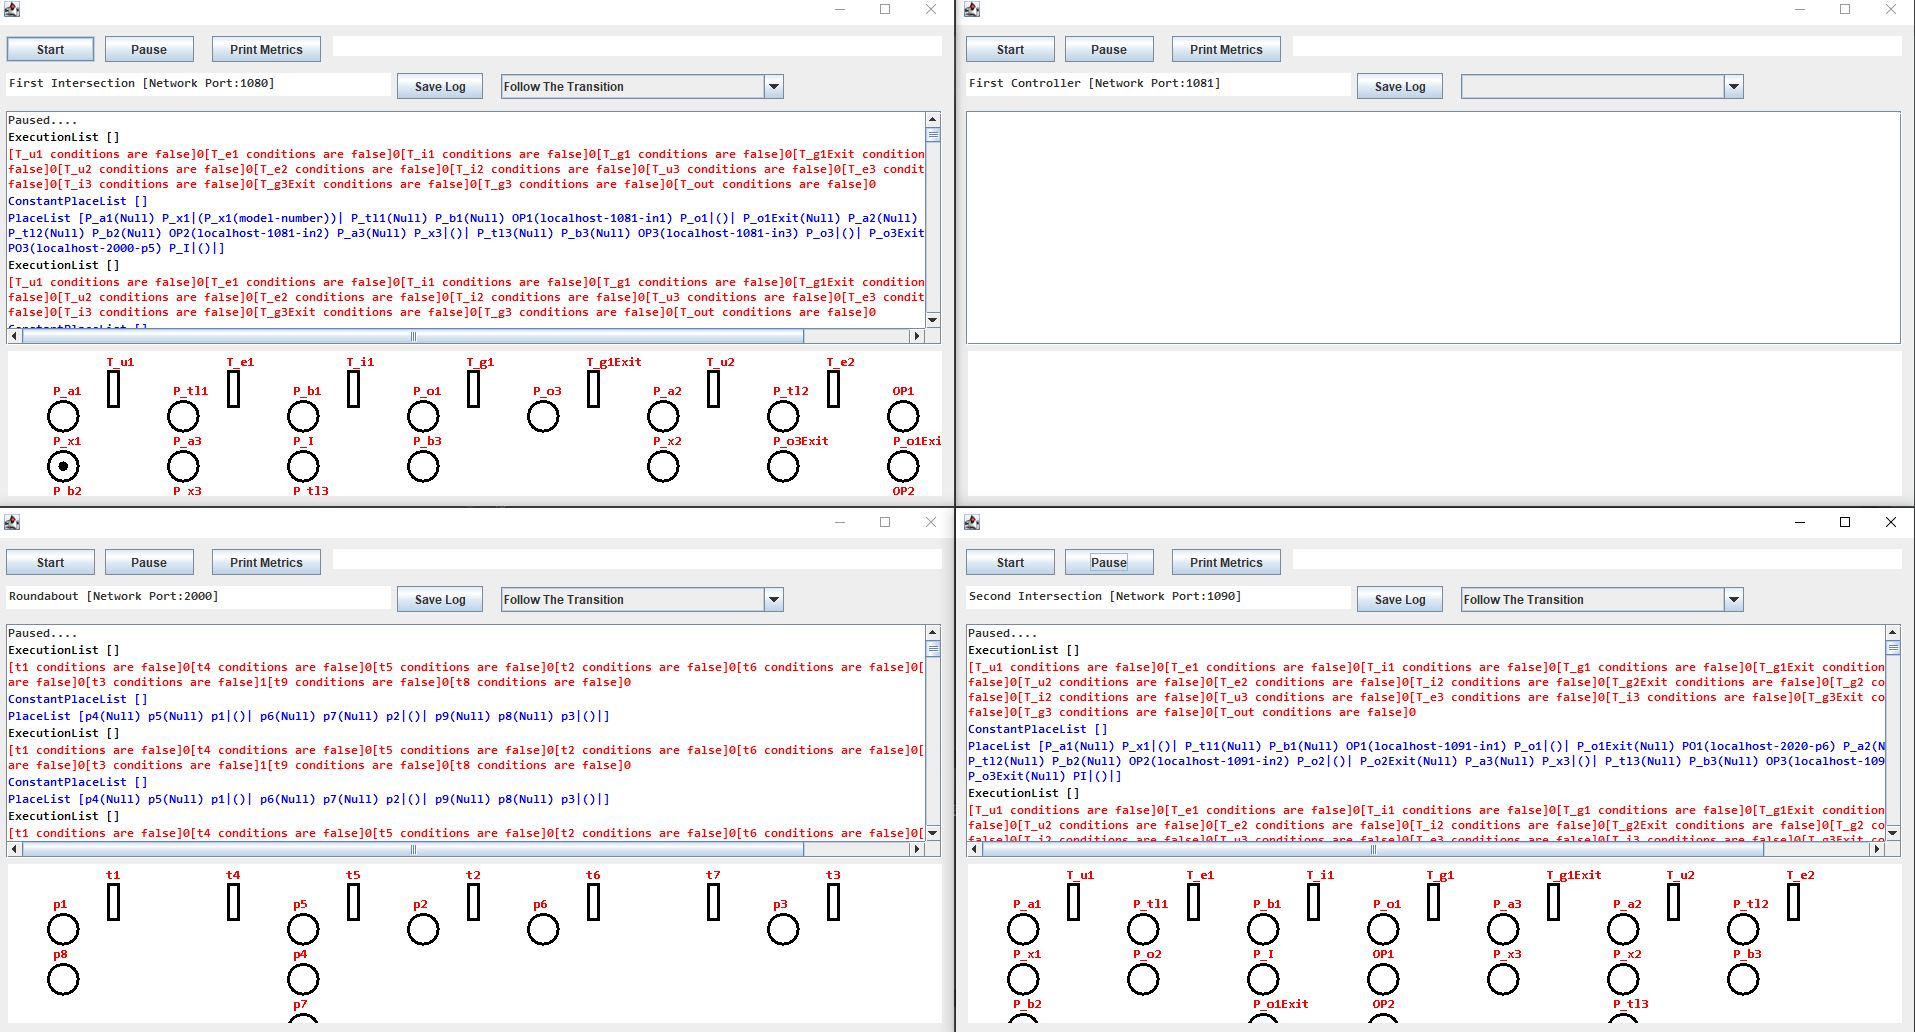 Start Pause Print Metrics
First Intersection [Network Port:1080] Save Log Follow The Transition
Paused....
ExecutionList []
[T_u1 conditions are false]0[T_e1 conditions are false]0[T_i1 conditions are false]0[T_g1 conditions are false]0[T_g1Exit condition
false]0[T_u2 conditions are false]0[T_e2 conditions are false]0[T_i2 conditions are false]0[T_u3 conditions are false]0[T_e3 condit
false]0[T_i3 conditions are false]0[T_g3Exit conditions are false]0[T_g3 conditions are false]0[T_out conditions are false]0
ConstantPlaceList []
PlaceList [P_a1(Null) P_x1|(P_x1(model-number))| P_tl1(Null) P_b1(Null) OP1(localhost-1081-in1) P_o1|()| P_o1Exit(Null) P_a2(Null)
P_tl2(Null) P_b2(Null) OP2(localhost-1081-in2) P_a3(Null) P_x3|()| P_tl3(Null) P_b3(Null) OP3(localhost-1081-in3) P_o3|()| P_o3Exit
PO3(localhost-2000-p5) P_I|()|]
ExecutionList []
[T_u1 conditions are false]0[T_e1 conditions are false]0[T_i1 conditions are false]0[T_g1 conditions are false]0[T_g1Exit condition
false]0[T_u2 conditions are false]0[T_e2 conditions are false]0[T_i2 conditions are false]0[T_u3 conditions are false]0[T_e3 condit
false]0[T_i3 conditions are false]0[T_g3Exit conditions are false]0[T_g3 conditions are false]0[T_out conditions are false]0
ConstantPlaceList []
T_u1 T_e1 T_i1 T_g1 T_g1Exit T_u2 T_e2
P_a1 P_tl1 P_b1 P_o1 P_o3 P_a2 P_tl2 OP1
P_x1 P_a3 P_I P_b3 P_x2 P_o3Exit P_o1Exi
P_b2 P_x3 P_tl3 OP2
Start Pause Print Metrics
First Controller [Network Port:1081] Save Log
Start Pause Print Metrics
Roundabout [Network Port:2000] Save Log Follow The Transition
Paused....
ExecutionList []
[t1 conditions are false]0[t4 conditions are false]0[t5 conditions are false]0[t2 conditions are false]0[t6 conditions are false]0[
are false]0[t3 conditions are false]1[t9 conditions are false]0[t8 conditions are false]0
ConstantPlaceList []
PlaceList [p4(Null) p5(Null) p1|()| p6(Null) p7(Null) p2|()| p9(Null) p8(Null) p3|()|]
ExecutionList []
[t1 conditions are false]0[t4 conditions are false]0[t5 conditions are false]0[t2 conditions are false]0[t6 conditions are false]0[
are false]0[t3 conditions are false]1[t9 conditions are false]0[t8 conditions are false]0
ConstantPlaceList []
PlaceList [p4(Null) p5(Null) p1|()| p6(Null) p7(Null) p2|()| p9(Null) p8(Null) p3|()|]
ExecutionList []
[t1 conditions are false]0[t4 conditions are false]0[t5 conditions are false]0[t2 conditions are false]0[t6 conditions are false]0[
t1 t4 t5 t2 t6 t7 t3
p1 p5 p2 p6 p3
p8 p4
p7
Start Pause Print Metrics
Second Intersection [Network Port:1090] Save Log Follow The Transition
Paused....
ExecutionList []
[T_u1 conditions are false]0[T_e1 conditions are false]0[T_i1 conditions are false]0[T_g1 conditions are false]0[T_g1Exit condition
false]0[T_u2 conditions are false]0[T_e2 conditions are false]0[T_i2 conditions are false]0[T_g2Exit conditions are false]0[T_g2 co
false]0[T_i2 conditions are false]0[T_u3 conditions are false]0[T_e3 conditions are false]0[T_i3 conditions are false]0[T_g3Exit co
false]0[T_g3 conditions are false]0[T_out conditions are false]0
ConstantPlaceList []
PlaceList [P_a1(Null) P_x1|()| P_tl1(Null) P_b1(Null) OP1(localhost-1091-in1) P_o1|()| P_o1Exit(Null) PO1(localhost-2020-p6) P_a2(N
P_tl2(Null) P_b2(Null) OP2(localhost-1091-in2) P_o2|()| P_o2Exit(Null) P_a3(Null) P_x3|()| P_tl3(Null) P_b3(Null) OP3(localhost-109
P_o3Exit(Null) PI|()|]
ExecutionList []
[T_u1 conditions are false]0[T_e1 conditions are false]0[T_i1 conditions are false]0[T_g1 conditions are false]0[T_g1Exit condition
false]0[T_u2 conditions are false]0[T_e2 conditions are false]0[T_i2 conditions are false]0[T_g2Exit conditions are false]0[T_g2 co
false]0[T_i2 conditions are false]0[T_u3 conditions are false]0[T_e3 conditions are false]0[T_i3 conditions are false]0[T_g3Exit
T_u1 T_e1 T_i1 T_g1 T_g1Exit T_u2 T_e2
P_a1 P_tl1 P_b1 P_o1 P_a3 P_a2 P_tl2
P_x1 P_o2 P_I OP1 P_x3 P_x2 P_b3
P_b2 P_o1Exit OP2 P_tl3